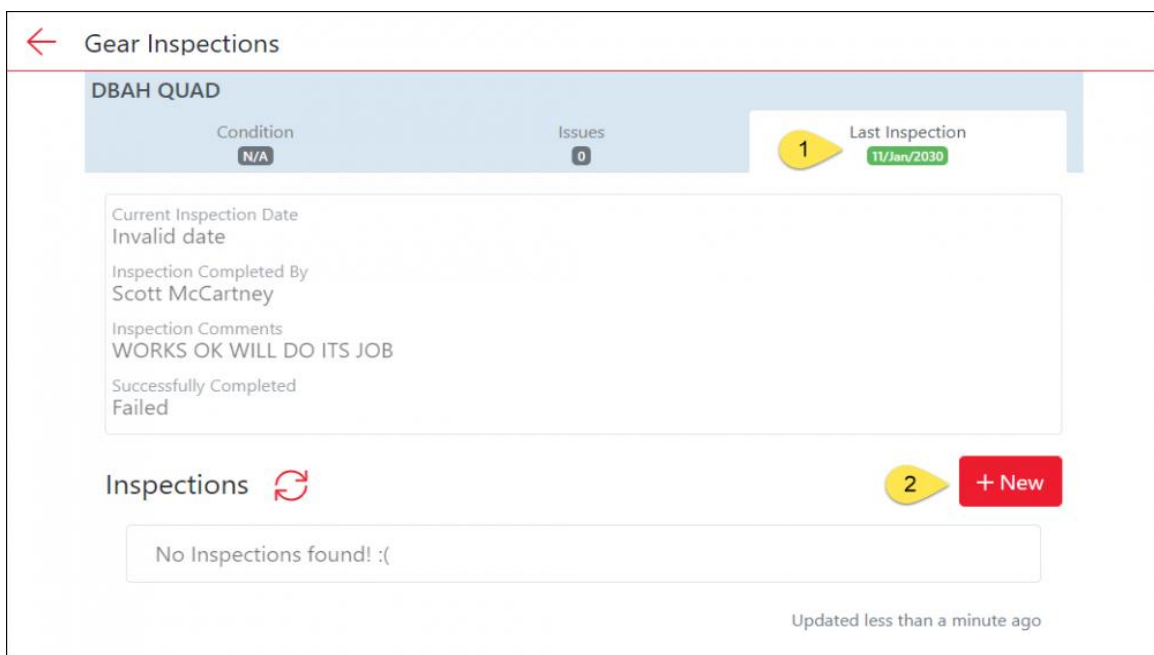 Gear Inspections
DBAH QUAD
Condition Issues Last Inspection
N/A 0 1 11/Jan/2030
Current Inspection Date
Invalid date
Inspection Completed By
Scott McCartney
Inspection Comments
WORKS OK WILL DO ITS JOB
Successfully Completed
Failed
Inspections 2 + New
No Inspections found! :(
Updated less than a minute ago